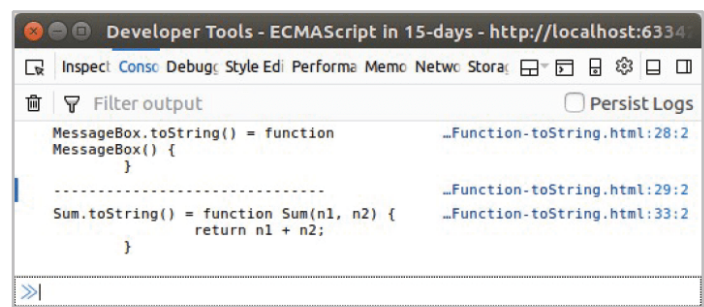 Developer Tools - ECMAScript in 15-days - http://localhost:6334
Inspect Conso Debug Style Edi Performa Memo Netwo Storag
Filter output Persist Logs
MessageBox.toString() = function …Function-toString.html:28:2
MessageBox() {
}
------------------------------- …Function-toString.html:29:2
Sum.toString() = function Sum(n1, n2) { …Function-toString.html:33:2
return n1 + n2;
}